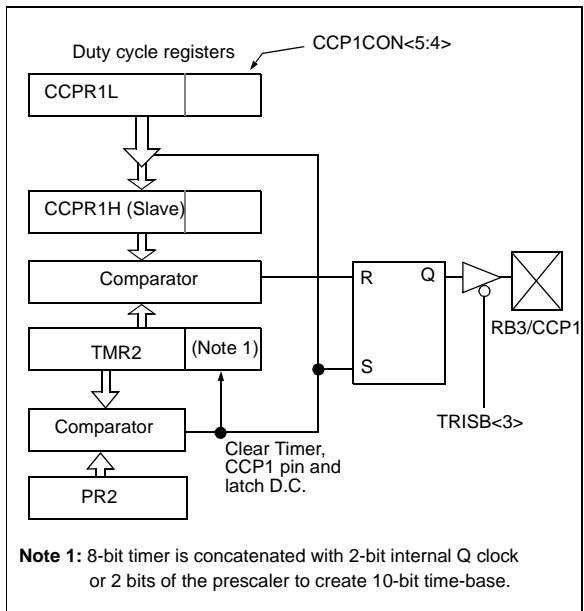 Duty cycle registers
CCP1CON<5:4>
CCPR1L
CCPR1H (Slave)
Comparator
R
Q
RB3/CCP1
TMR2
(Note 1)
S
Comparator
TRISB<3>
Clear Timer,
CCP1 pin and
latch D.C.
PR2
Note 1: 8-bit timer is concatenated with 2-bit internal Q clock
or 2 bits of the prescaler to create 10-bit time-base.